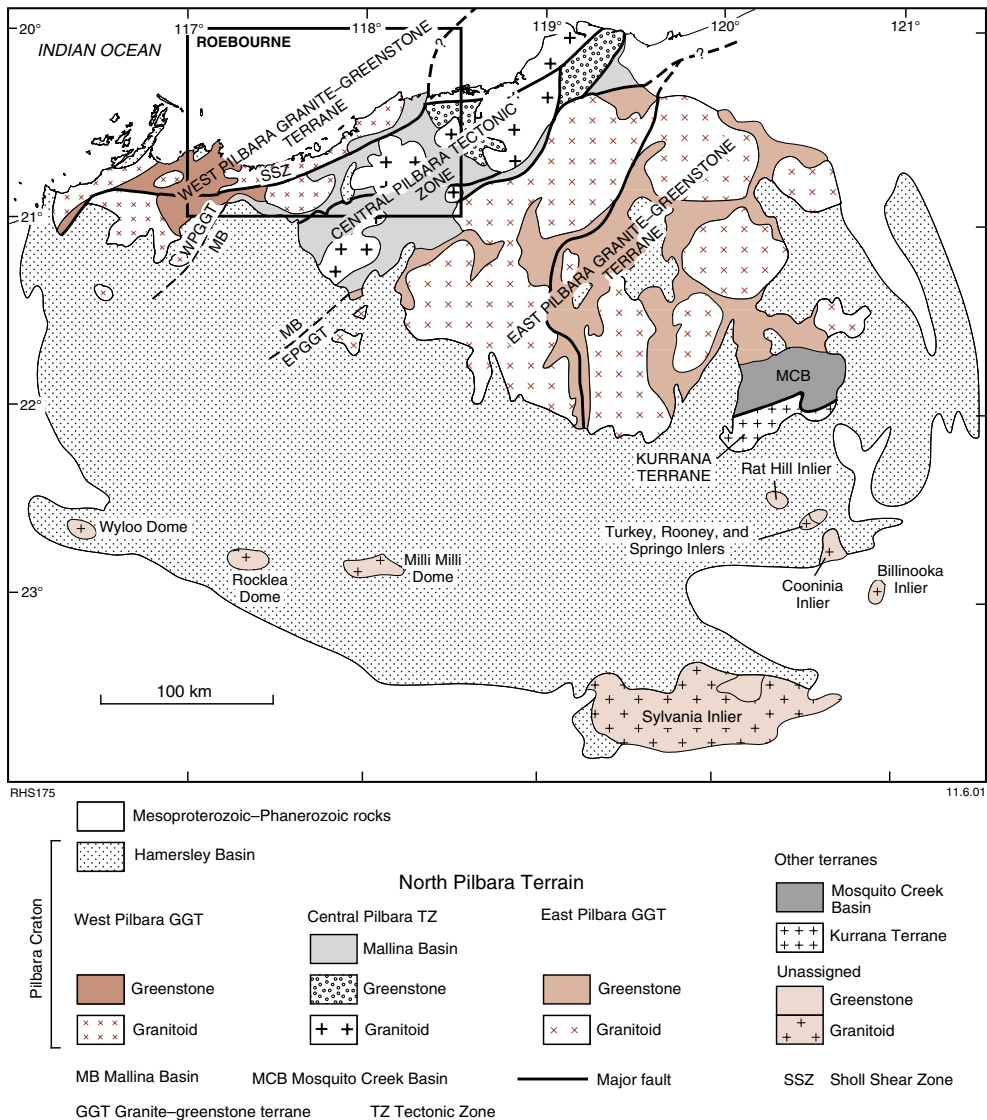 20°
117°
118°
119°
120°
121°
INDIAN OCEAN
ROEBOURNE
?
?
WEST PILBARA GRANITE–GREENSTONE
TERRANE
SSZ
CENTRAL PILBARA TECTONIC
ZONE
21°
WPGGT
MB
EAST PILBARA GRANITE–GREENSTONE
TERRANE
MB
EPGGT
MCB
22°
KURRANA
TERRANE
Rat Hill Inlier
Wyloo Dome
Turkey, Rooney, and
Springo Inlers
Rocklea
Dome
Milli Milli
Dome
Cooninia
Inlier
Billinooka
Inlier
23°
100 km
Sylvania Inlier
RHS175
11.6.01
Mesoproterozoic–Phanerozoic rocks
Hamersley Basin
Pilbara Craton
North Pilbara Terrain
West Pilbara GGT
Greenstone
Granitoid
Central Pilbara TZ
Mallina Basin
Greenstone
Granitoid
East Pilbara GGT
Greenstone
Granitoid
Other terranes
Mosquito Creek
Basin
Kurrana Terrane
Unassigned
Greenstone
Granitoid
MB Mallina Basin
MCB Mosquito Creek Basin
Major fault
SSZ Sholl Shear Zone
GGT Granite–greenstone terrane
TZ Tectonic Zone